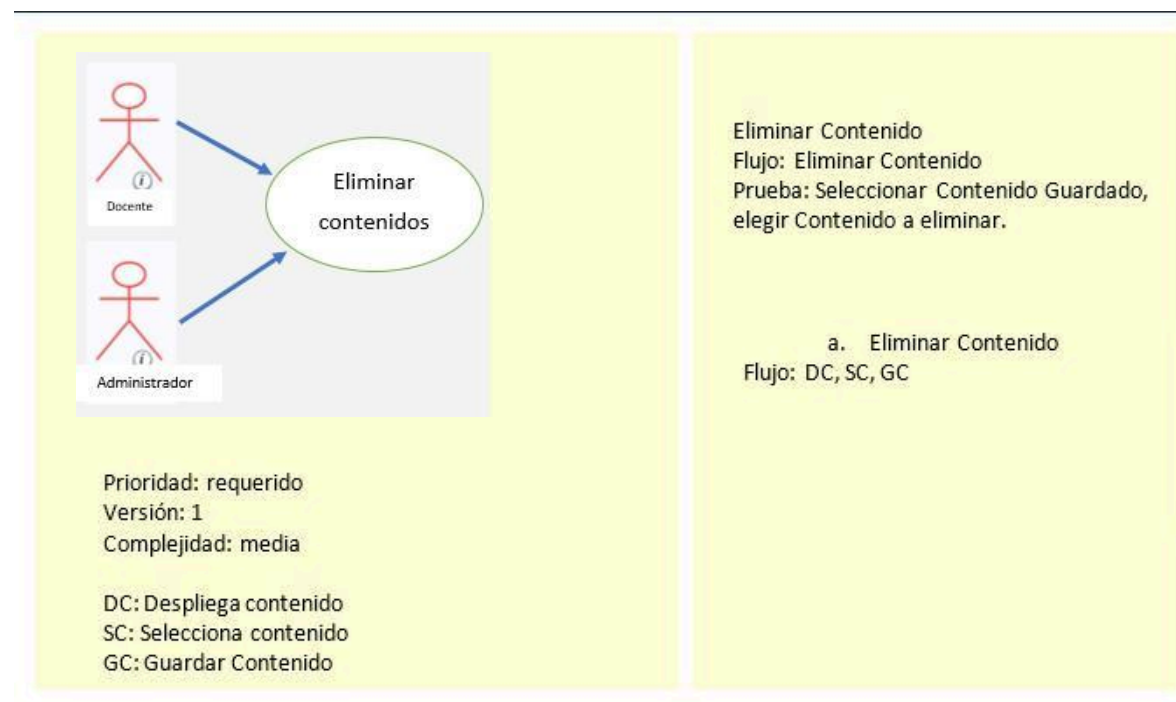 Docente
Administrador
Eliminar
contenidos
Prioridad: requerido
Versión: 1
Complejidad: media
DC: Despliega contenido
SC: Selecciona contenido
GC: Guardar Contenido
Eliminar Contenido
Flujo: Eliminar Contenido
Prueba: Seleccionar Contenido Guardado,
elegir Contenido a eliminar.
a. Eliminar Contenido
Flujo: DC, SC, GC